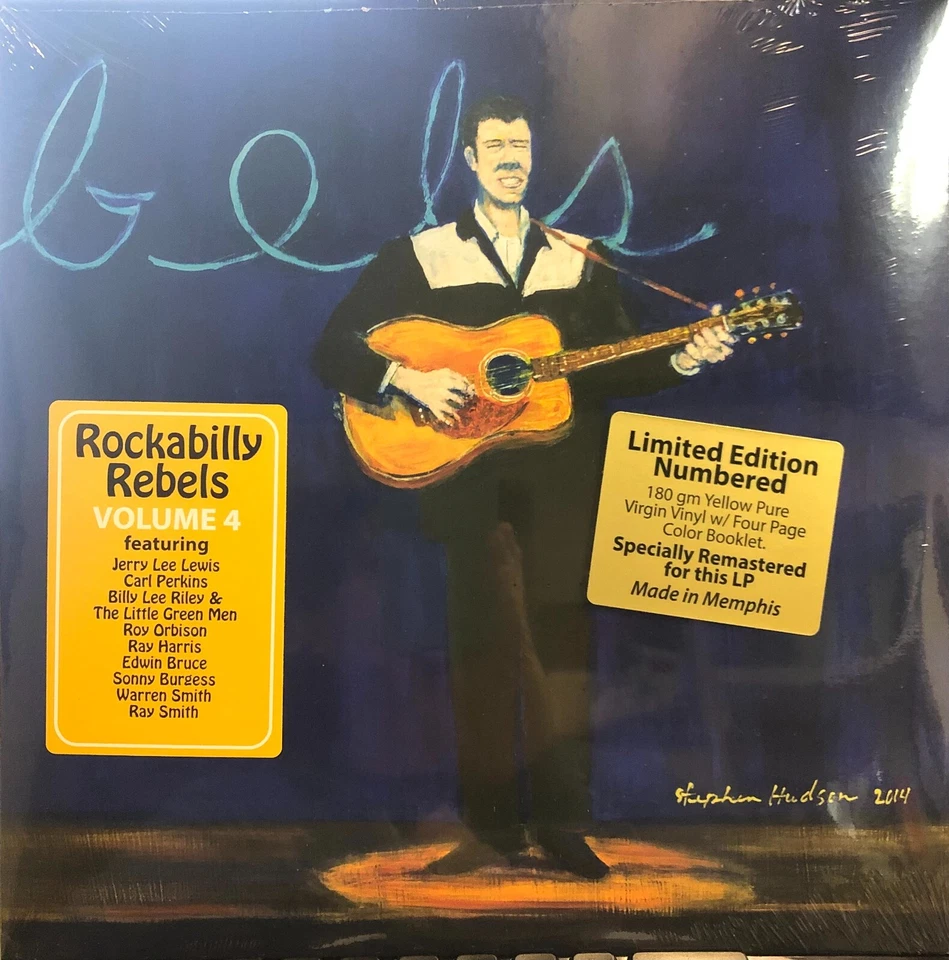 bels
Rockabilly
Rebels
VOLUME 4
featuring
Jerry Lee Lewis
Carl Perkins
Billy Lee Riley &
The Little Green Men
Roy Orbison
Ray Harris
Edwin Bruce
Sonny Burgess
Warren Smith
Ray Smith
Limited Edition
Numbered
180 gm Yellow Pure
Virgin Vinyl w/ Four Page
Color Booklet.
Specially Remastered
for this LP
Made in Memphis
Stephen Hudson 2014